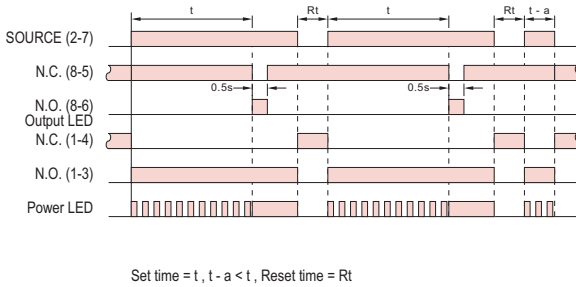 t Rt t Rt t - a
SOURCE (2-7)
N.C. (8-5)
0.5s 0.5s
N.O. (8-6)
Output LED
N.C. (1-4)
N.O. (1-3)
Power LED
Set time = t , t - a < t , Reset time = Rt